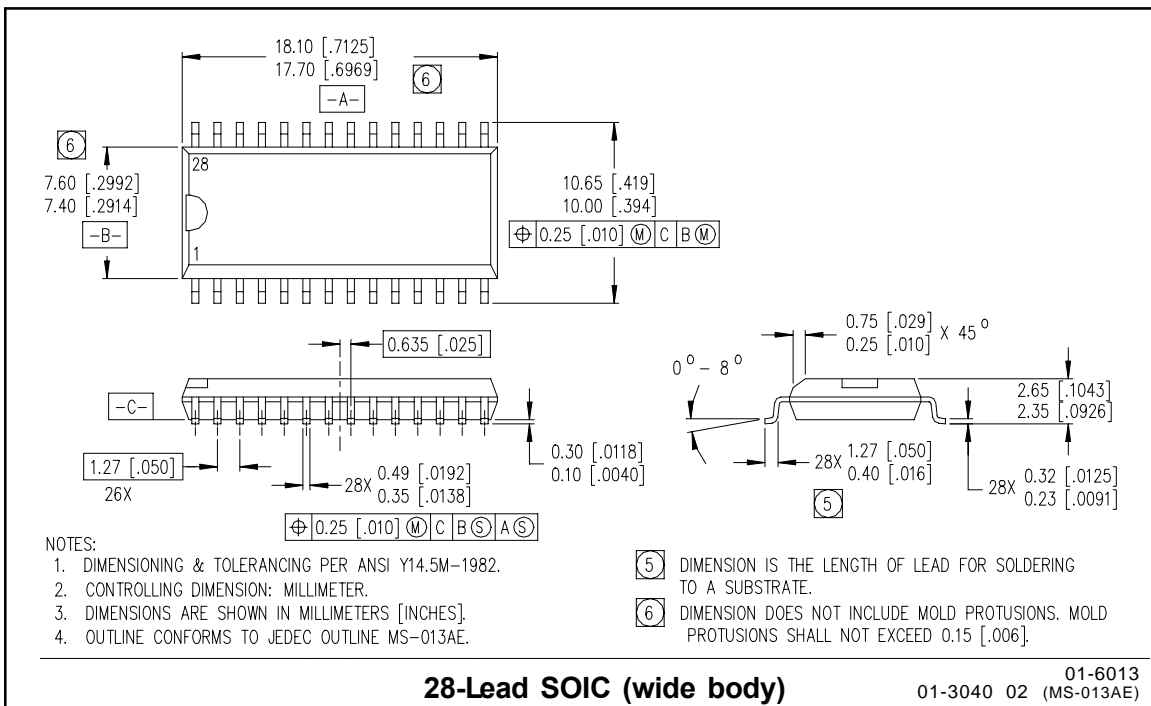 18.10 [.7125]
17.70 [.6969]
6
-A-
6
28
7.60 [.2992]
7.40 [.2914]
-B-
1
10.65 [.419]
10.00 [.394]
⌖ 0.25 [.010] Ⓜ C B Ⓜ
0.635 [.025]
-C-
1.27 [.050]
26X
28X 0.49 [.0192]
0.35 [.0138]
0.30 [.0118]
0.10 [.0040]
⌖ 0.25 [.010] Ⓜ C B Ⓢ A Ⓢ
0.75 [.029]
0.25 [.010] X 45°
0° - 8°
2.65 [.1043]
2.35 [.0926]
28X 1.27 [.050]
0.40 [.016]
5
28X 0.32 [.0125]
0.23 [.0091]
NOTES:
1. DIMENSIONING & TOLERANCING PER ANSI Y14.5M-1982.
2. CONTROLLING DIMENSION: MILLIMETER.
3. DIMENSIONS ARE SHOWN IN MILLIMETERS [INCHES].
4. OUTLINE CONFORMS TO JEDEC OUTLINE MS-013AE.
5 DIMENSION IS THE LENGTH OF LEAD FOR SOLDERING
TO A SUBSTRATE.
6 DIMENSION DOES NOT INCLUDE MOLD PROTUSIONS. MOLD
PROTUSIONS SHALL NOT EXCEED 0.15 [.006].
28-Lead SOIC (wide body)
01-6013
01-3040 02 (MS-013AE)